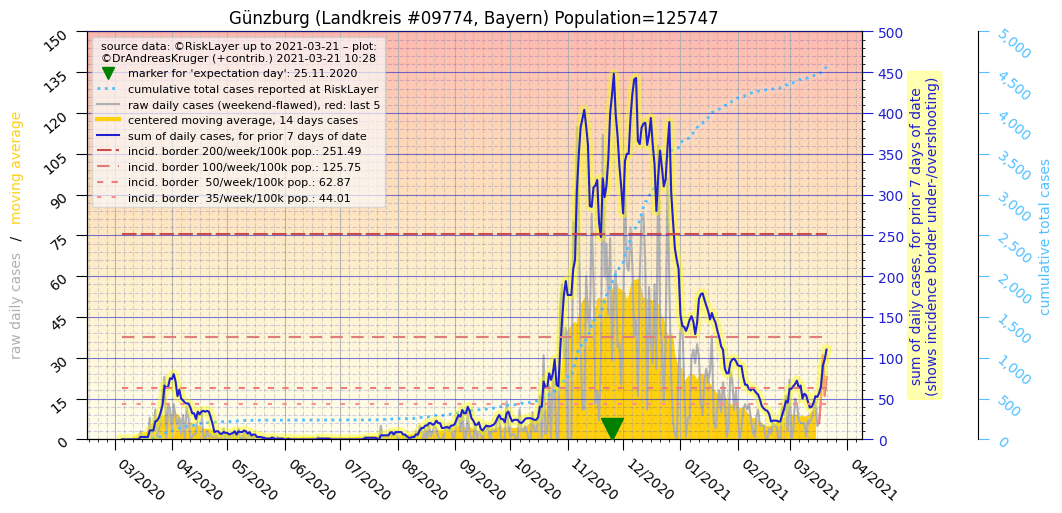 Günzburg (Landkreis #09774, Bayern) Population=125747
source data: ©RiskLayer up to 2021-03-21 – plot:
©DrAndreasKruger (+contrib.) 2021-03-21 10:28
marker for 'expectation day': 25.11.2020
cumulative total cases reported at RiskLayer
raw daily cases (weekend-flawed), red: last 5
centered moving average, 14 days cases
sum of daily cases, for prior 7 days of date
incid. border 200/week/100k pop.: 251.49
incid. border 100/week/100k pop.: 125.75
incid. border  50/week/100k pop.: 62.87
incid. border  35/week/100k pop.: 44.01
raw daily cases / moving average
150
135
120
105
90
75
60
45
30
15
0
03/2020
04/2020
05/2020
06/2020
07/2020
08/2020
09/2020
10/2020
11/2020
12/2020
01/2021
02/2021
03/2021
04/2021
500
450
400
350
300
250
200
150
100
50
0
sum of daily cases, for prior 7 days of date
(shows incidence border under-/overshooting)
5,000
4,500
4,000
3,500
3,000
2,500
2,000
1,500
1,000
500
0
cumulative total cases